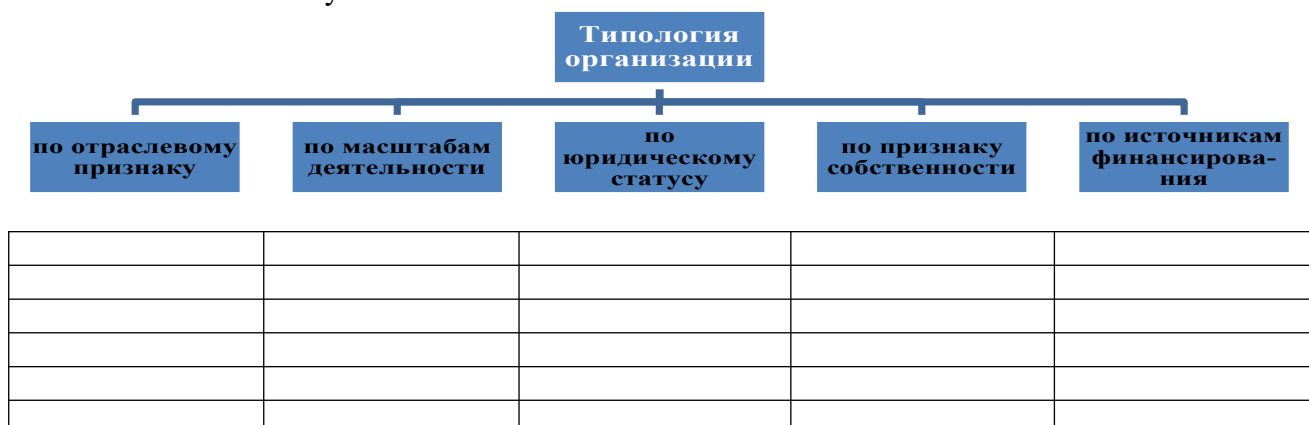 Типология
организации
по отраслевому
признаку
по масштабам
деятельности
по
юридическому
статусу
по признаку
собственности
по источникам
финансирова-
ния